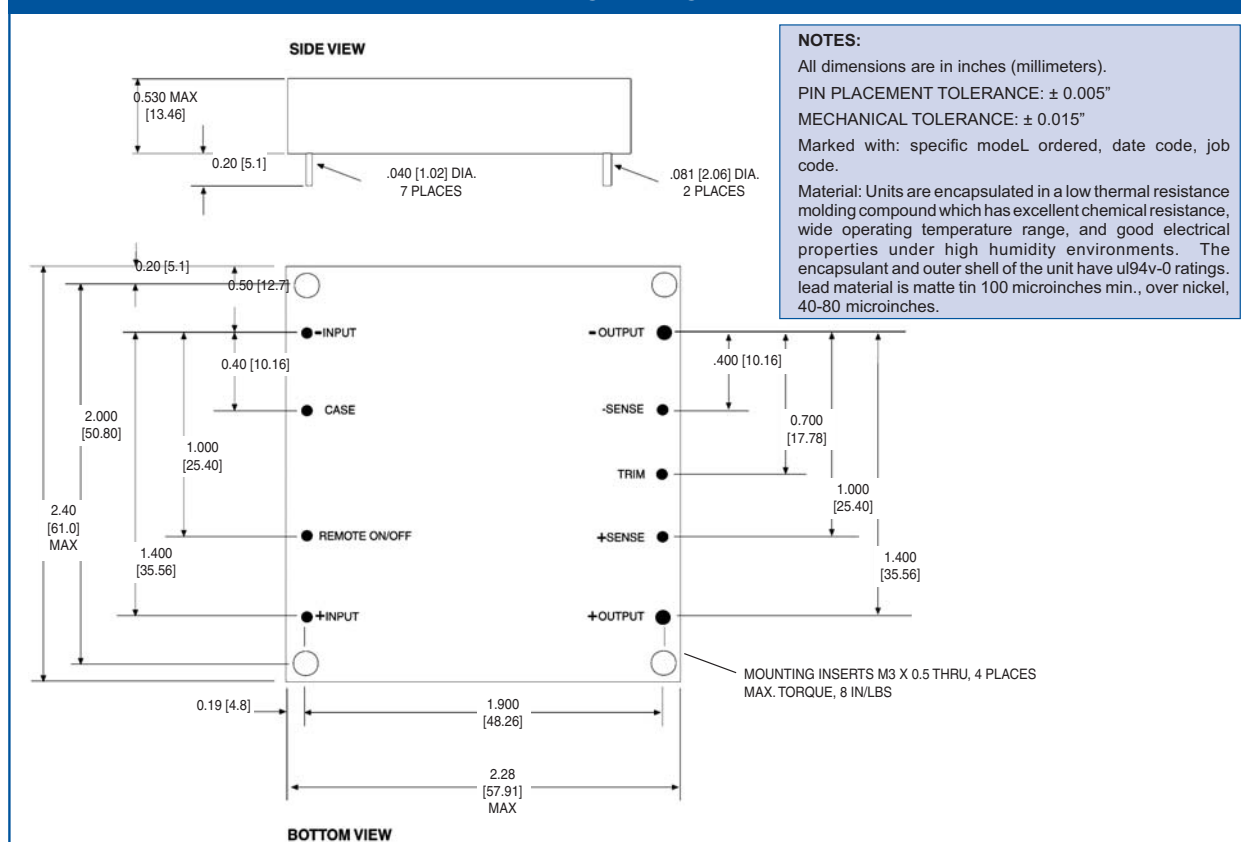 SIDE VIEW
0.530 MAX
[13.46]
0.20 [5.1]
.040 [1.02] DIA.
7 PLACES
.081 [2.06] DIA.
2 PLACES
NOTES:
All dimensions are in inches (millimeters).
PIN PLACEMENT TOLERANCE: ± 0.005”
MECHANICAL TOLERANCE: ± 0.015”
Marked with: specific modeL ordered, date code, job
code.
Material: Units are encapsulated in a low thermal resistance
molding compound which has excellent chemical resistance,
wide operating temperature range, and good electrical
properties under high humidity environments. The
encapsulant and outer shell of the unit have ul94v-0 ratings.
lead material is matte tin 100 microinches min., over nickel,
40-80 microinches.
0.20 [5.1]
0.50 [12.7]
-INPUT
-OUTPUT
0.40 [10.16]
.400 [10.16]
CASE
-SENSE
2.000
[50.80]
0.700
[17.78]
1.000
[25.40]
TRIM
1.000
[25.40]
2.40
[61.0]
MAX
REMOTE ON/OFF
+SENSE
1.400
[35.56]
1.400
[35.56]
+INPUT
+OUTPUT
MOUNTING INSERTS M3 X 0.5 THRU, 4 PLACES
MAX. TORQUE, 8 IN/LBS
0.19 [4.8]
1.900
[48.26]
2.28
[57.91]
MAX
BOTTOM VIEW